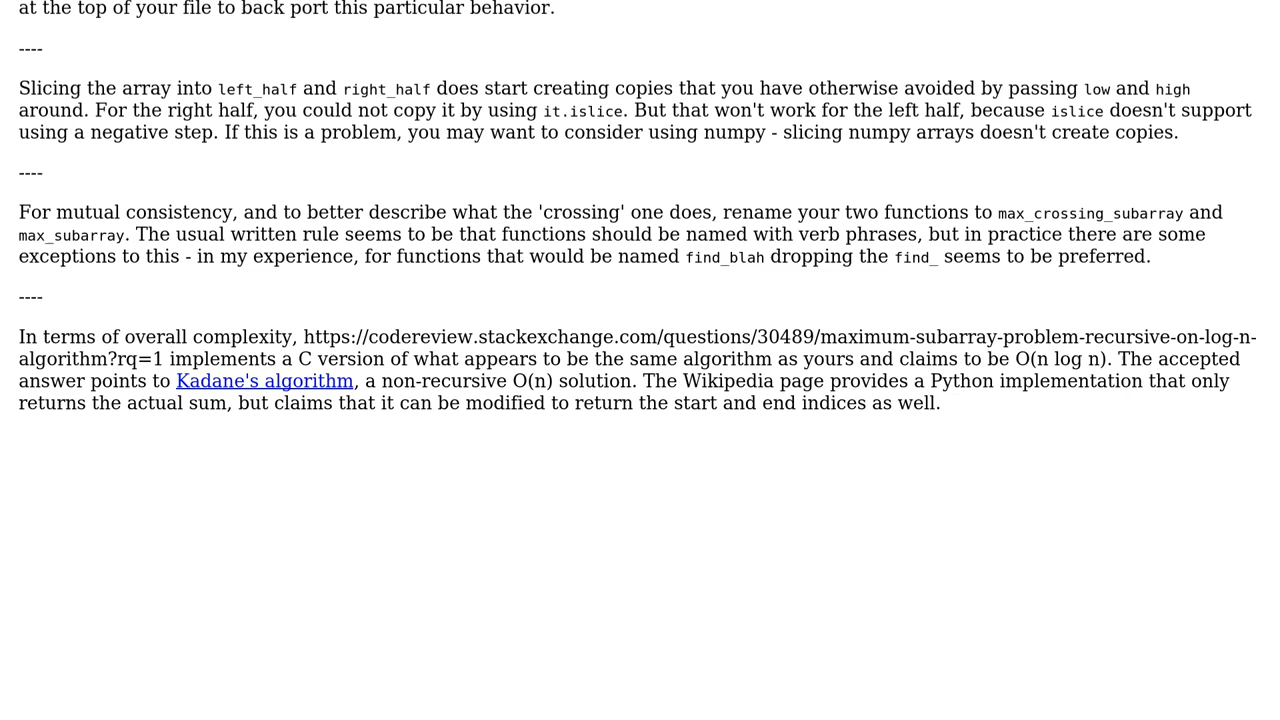 at the top of your file to back port this particular behavior.
----
Slicing the array into left_half and right_half does start creating copies that you have otherwise avoided by passing low and high
around. For the right half, you could not copy it by using it.islice. But that won't work for the left half, because islice doesn't support
using a negative step. If this is a problem, you may want to consider using numpy - slicing numpy arrays doesn't create copies.
----
For mutual consistency, and to better describe what the 'crossing' one does, rename your two functions to max_crossing_subarray and
max_subarray. The usual written rule seems to be that functions should be named with verb phrases, but in practice there are some
exceptions to this - in my experience, for functions that would be named find_blah dropping the find_ seems to be preferred.
----
In terms of overall complexity, https://codereview.stackexchange.com/questions/30489/maximum-subarray-problem-recursive-on-log-n-
algorithm?rq=1 implements a C version of what appears to be the same algorithm as yours and claims to be O(n log n). The accepted
answer points to Kadane's algorithm, a non-recursive O(n) solution. The Wikipedia page provides a Python implementation that only
returns the actual sum, but claims that it can be modified to return the start and end indices as well.